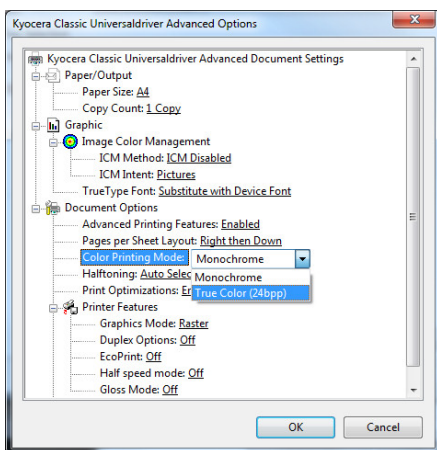 Kyocera Classic Universaldriver Advanced Options
Kyocera Classic Universaldriver Advanced Document Settings
Paper/Output
Paper Size: A4
Copy Count: 1 Copy
Graphic
Image Color Management
ICM Method: ICM Disabled
ICM Intent: Pictures
TrueType Font: Substitute with Device Font
Document Options
Advanced Printing Features: Enabled
Pages per Sheet Layout: Right then Down
Color Printing Mode: Monochrome
Halftoning: Auto Selec Monochrome
Print Optimizations: True Color (24bpp)
Printer Features
Graphics Mode: Raster
Duplex Options: Off
EcoPrint: Off
Half speed mode: Off
Gloss Mode: Off
OK Cancel